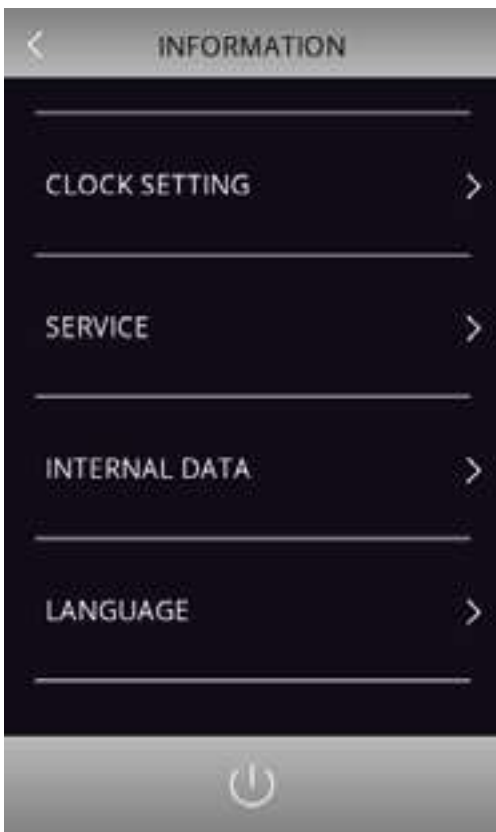 INFORMATION
CLOCK SETTING
SERVICE
INTERNAL DATA
LANGUAGE